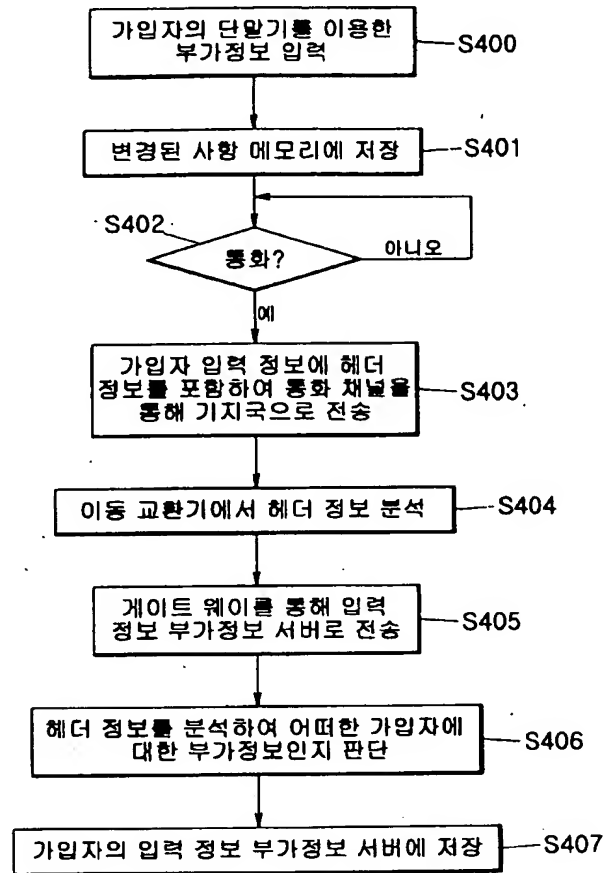 가입자의 단말기를 이용한
부가정보 입력
S400
변경된 사항 메모리에 저장
S401
S402
통화?
아니오
예
가입자 입력 정보에 헤더
정보를 포함하여 통화 채널을
통해 기지국으로 전송
S403
이동 교환기에서 헤더 정보 분석
S404
게이트 웨이를 통해 입력
정보 부가정보 서버로 전송
S405
헤더 정보를 분석하여 어떠한 가입자에
대한 부가정보인지 판단
S406
가입자의 입력 정보 부가정보 서버에 저장
S407